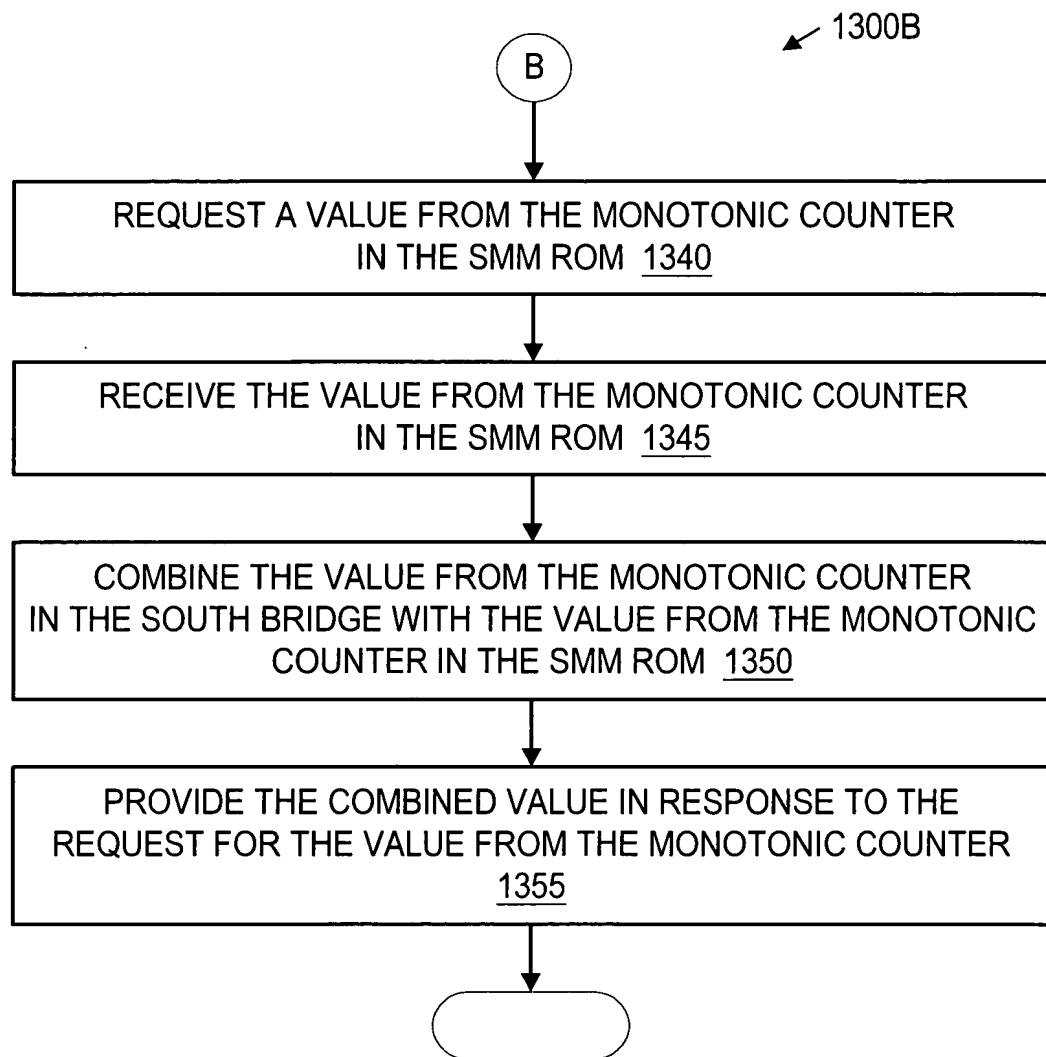 1300B
B
REQUEST A VALUE FROM THE MONOTONIC COUNTER
IN THE SMM ROM 1340
RECEIVE THE VALUE FROM THE MONOTONIC COUNTER
IN THE SMM ROM 1345
COMBINE THE VALUE FROM THE MONOTONIC COUNTER
IN THE SOUTH BRIDGE WITH THE VALUE FROM THE MONOTONIC
COUNTER IN THE SMM ROM 1350
PROVIDE THE COMBINED VALUE IN RESPONSE TO THE
REQUEST FOR THE VALUE FROM THE MONOTONIC COUNTER
1355